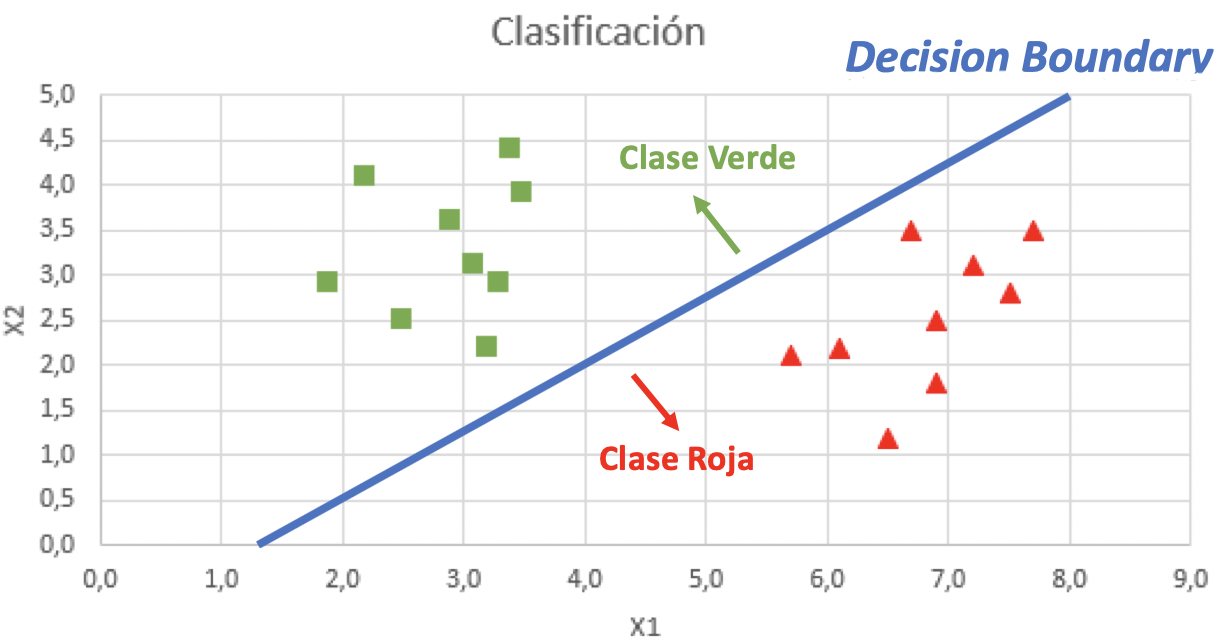 Clasificación
Decision Boundary
5,0
4,5
4,0
3,5
3,0
2,5
2,0
1,5
1,0
0,5
0,0
X2
Clase Verde
Clase Roja
0,0 1,0 2,0 3,0 4,0 5,0 6,0 7,0 8,0 9,0
X1